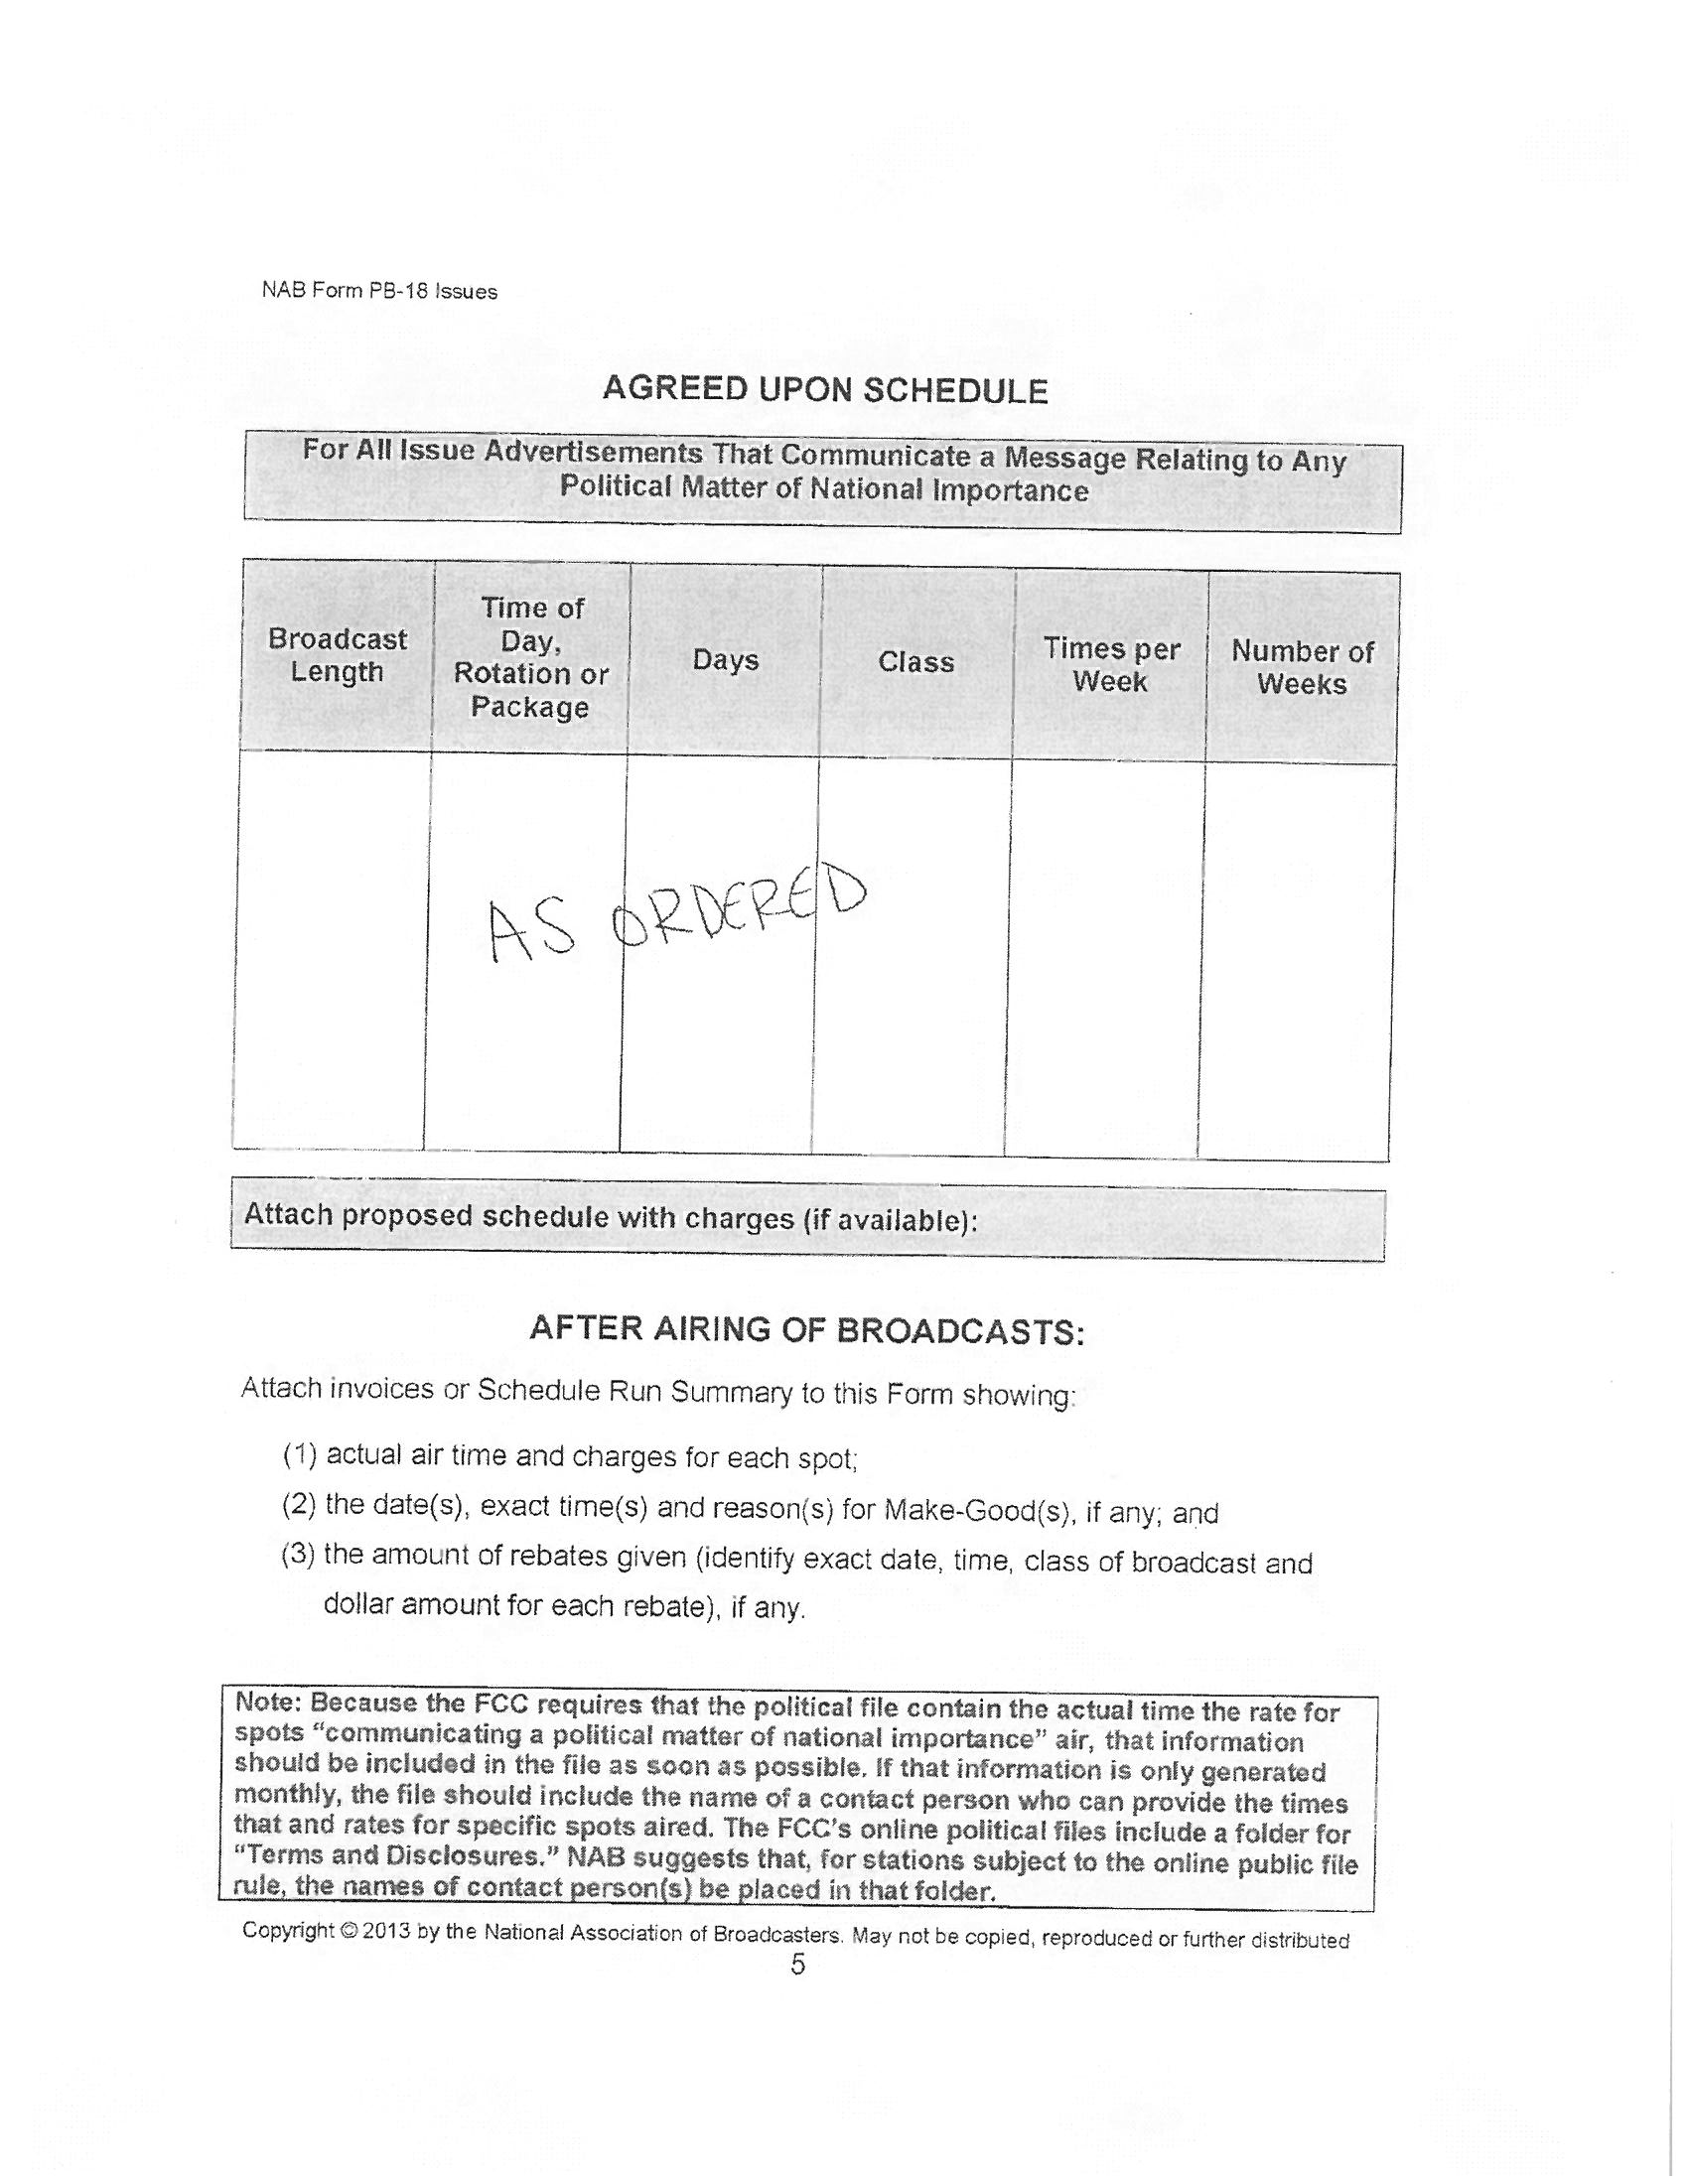 NAB Form PB-18 Issues
AGREED UPON SCHEDULE
For All Issue Advertisements That Communicate a Message Relating to Any
Political Matter of National Importance
Broadcast
Length
Time of
Day,
Rotation or
Package
Days
Class
Times per
Week
Number of
Weeks
AS ORDERED
Attach proposed schedule with charges (if available):
AFTER AIRING OF BROADCASTS:
Attach invoices or Schedule Run Summary to this Form showing:
(1) actual air time and charges for each spot;
(2) the date(s), exact time(s) and reason(s) for Make-Good(s), if any; and
(3) the amount of rebates given (identify exact date, time, class of broadcast and
dollar amount for each rebate), if any.
Note: Because the FCC requires that the political file contain the actual time the rate for
spots “communicating a political matter of national importance” air, that information
should be included in the file as soon as possible. If that information is only generated
monthly, the file should include the name of a contact person who can provide the times
that and rates for specific spots aired. The FCC’s online political files include a folder for
“Terms and Disclosures.” NAB suggests that, for stations subject to the online public file
rule, the names of contact person(s) be placed in that folder.
Copyright © 2013 by the National Association of Broadcasters. May not be copied, reproduced or further distributed
5